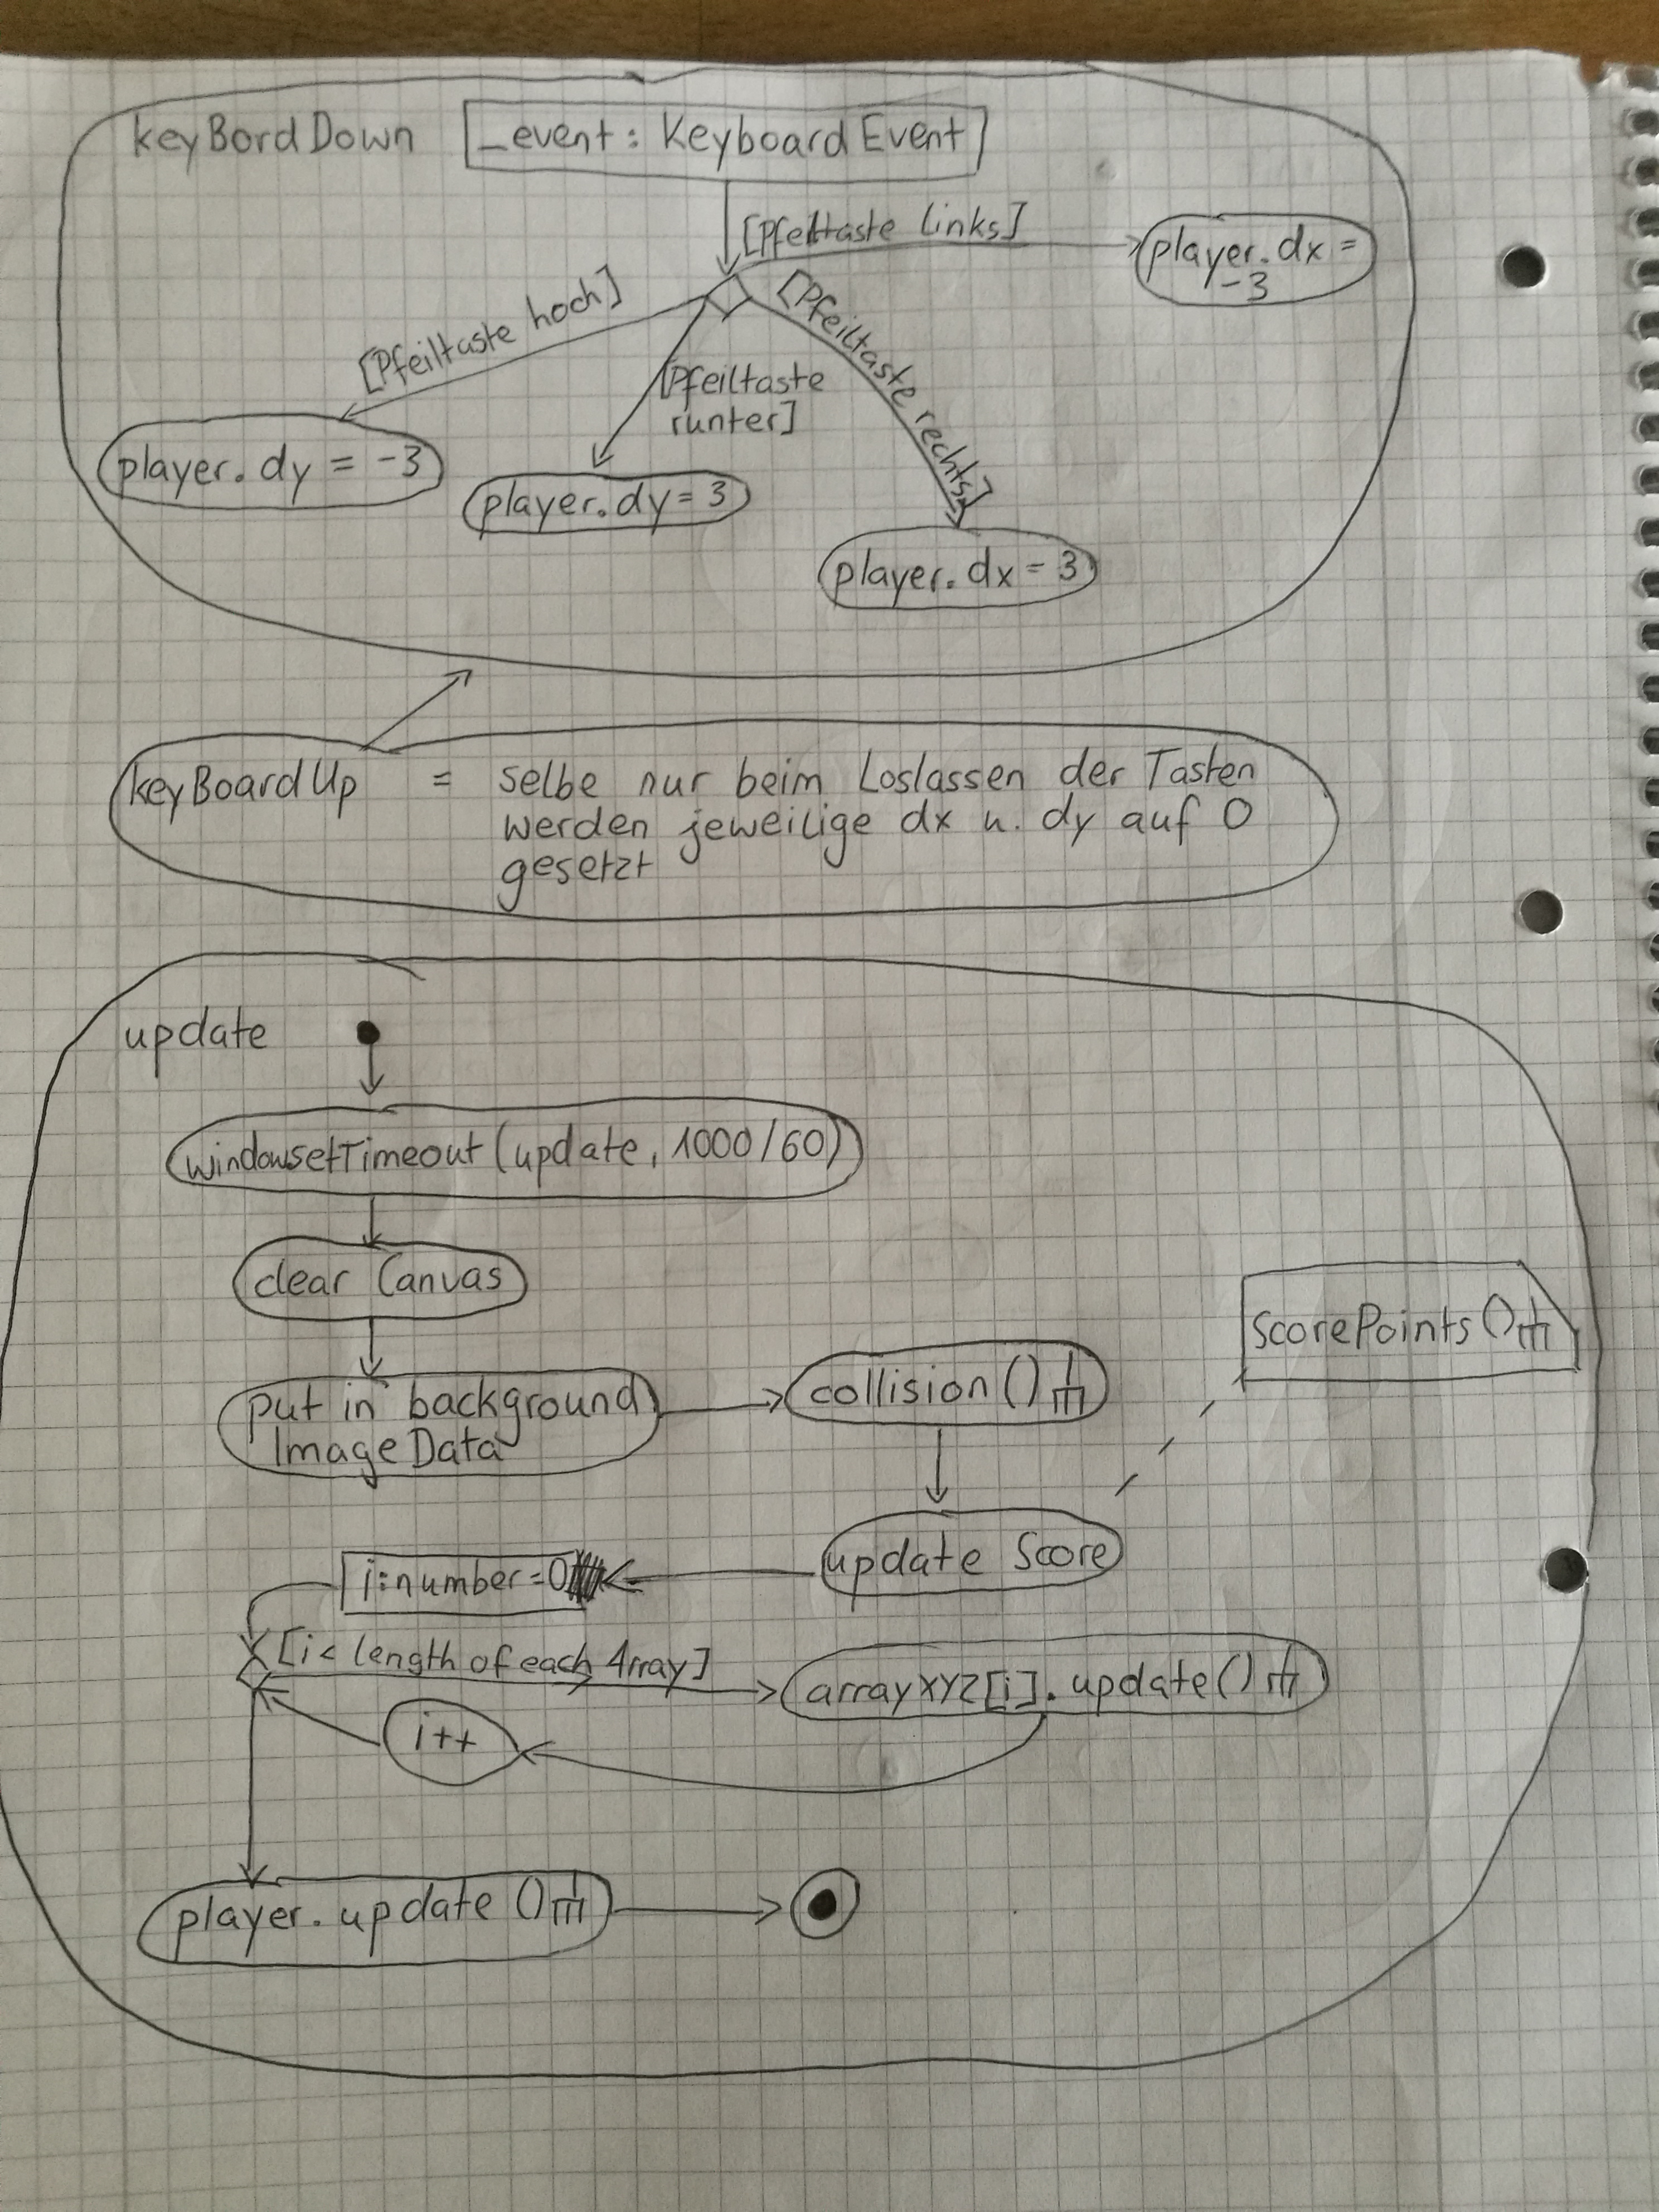 keyBordDown _event: KeyboardEvent
[Pfeiltaste links]
player.dx =
-3
[Pfeiltaste hoch]
[Pfeiltaste
runter]
[Pfeiltaste rechts]
player.dy = -3
player.dy = 3
player.dx = 3
keyBoardUp = selbe nur beim Loslassen der Tasten
werden jeweilige dx u. dy auf 0
gesetzt
update
windowsetTimeout(update, 1000/60)
clear Canvas
ScorePoints()
put in background
ImageData
collision()
update Score
i:number=0
[i < length of each Array]
arrayXYZ[i].update()
i++
player.update()